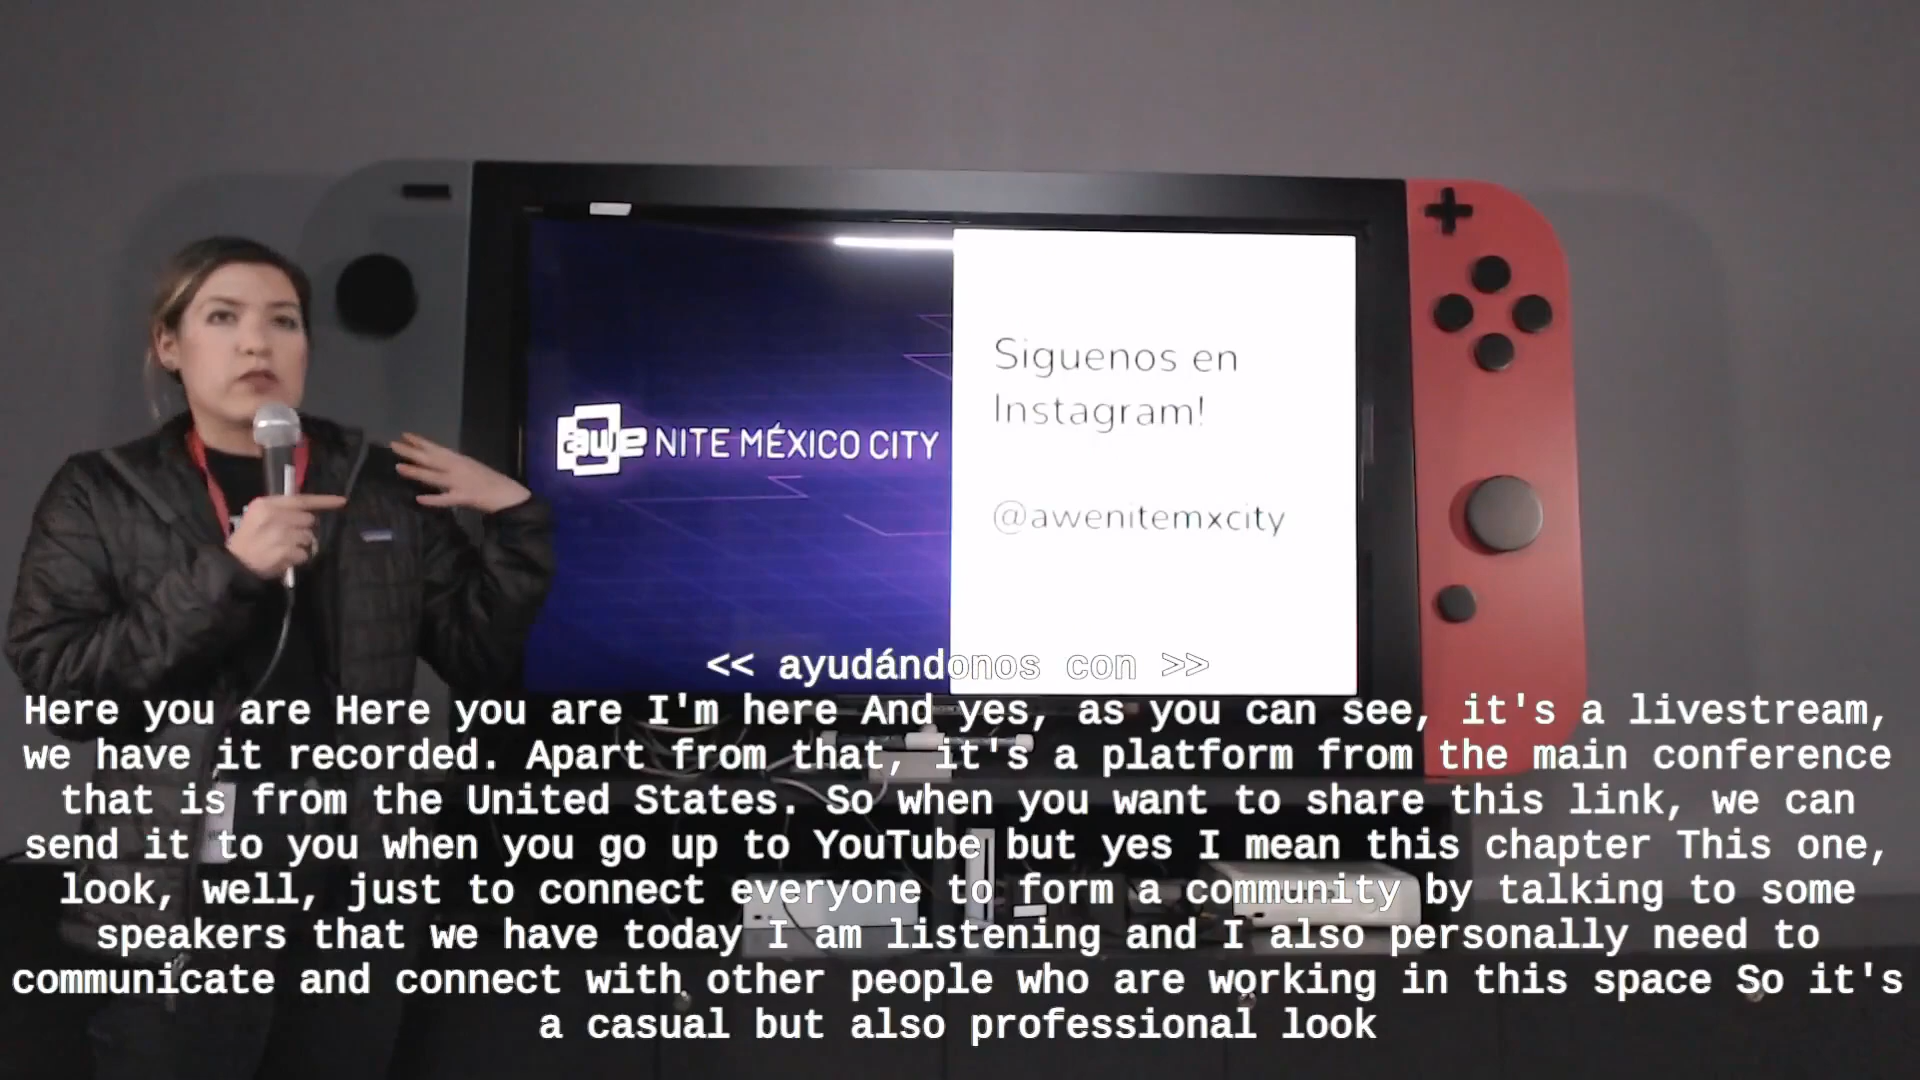 awe NITE MÉXICO CITY
Siguenos en
Instagram!
@awenitemxcity
<< ayudándonos con >>
Here you are Here you are I'm here And yes, as you can see, it's a livestream,
we have it recorded. Apart from that, it's a platform from the main conference
that is from the United States. So when you want to share this link, we can
send it to you when you go up to YouTube but yes I mean this chapter This one,
look, well, just to connect everyone to form a community by talking to some
speakers that we have today I am listening and I also personally need to
communicate and connect with other people who are working in this space So it's
a casual but also professional look